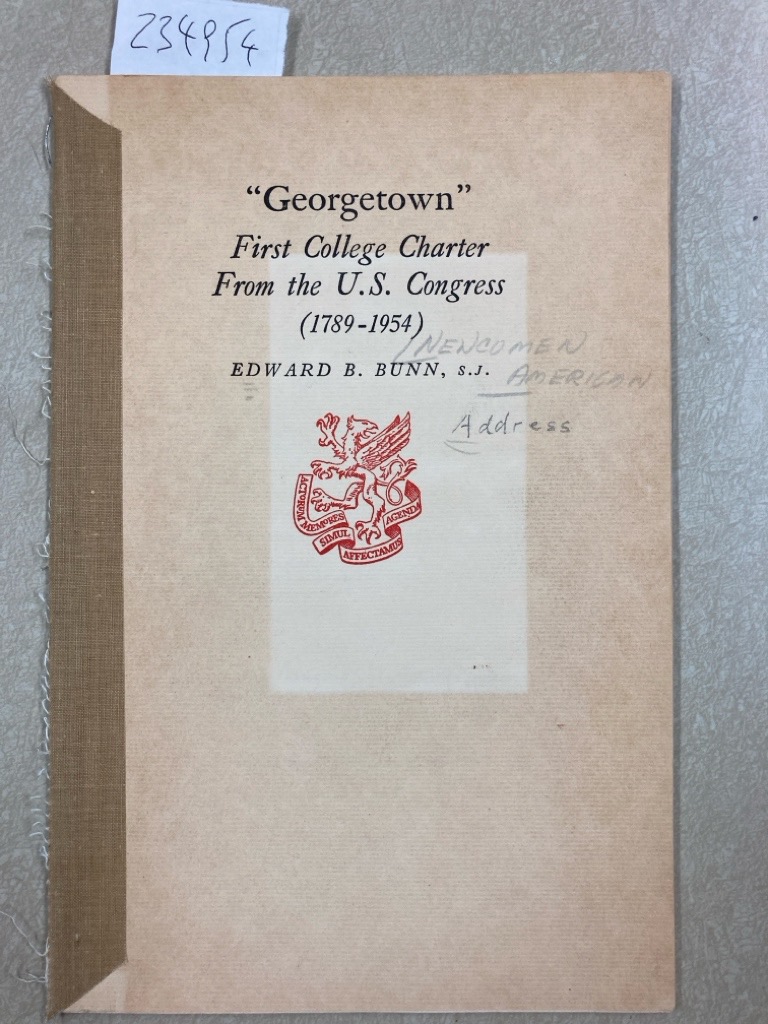 234954
“Georgetown”
First College Charter
From the U.S. Congress
(1789-1954)
NEWCOMEN
EDWARD B. BUNN, S.J.
AMERICAN
Address
ACTORUM
MEMORES
SIMUL
AFFECTAMUS
AGENDA